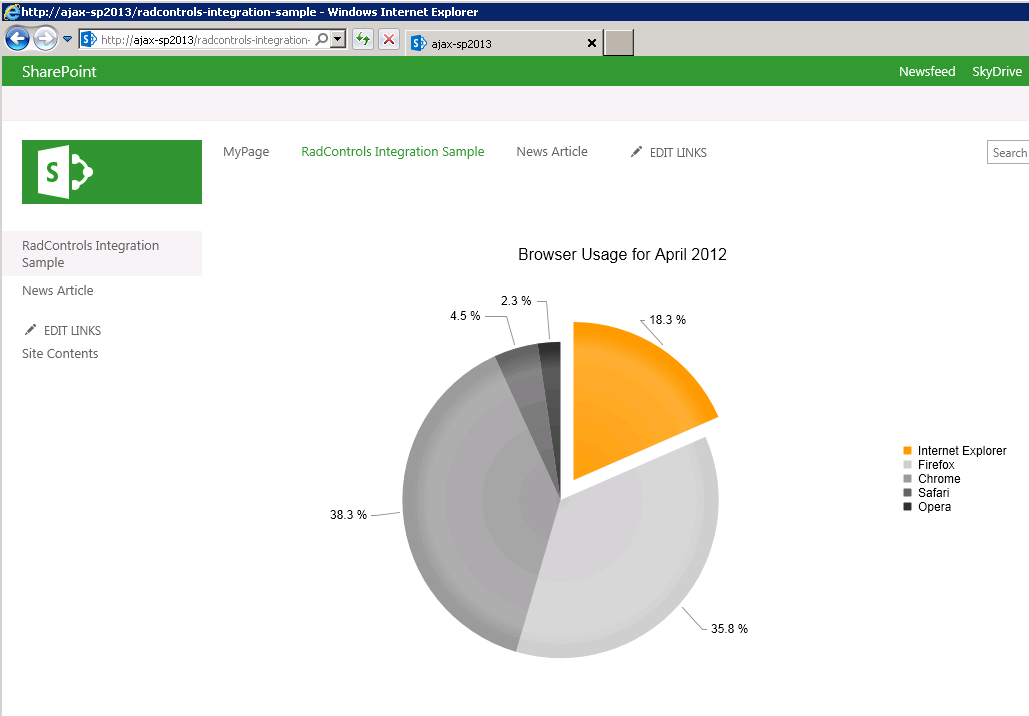 http://ajax-sp2013/radcontrols-integration-sample - Windows Internet Explorer
http://ajax-sp2013/radcontrols-integration-
ajax-sp2013
SharePoint
Newsfeed SkyDrive
S
MyPage RadControls Integration Sample News Article EDIT LINKS
Search
RadControls Integration
Sample
News Article
EDIT LINKS
Site Contents
Browser Usage for April 2012
2.3 %
4.5 %
18.3 %
38.3 %
35.8 %
Internet Explorer
Firefox
Chrome
Safari
Opera